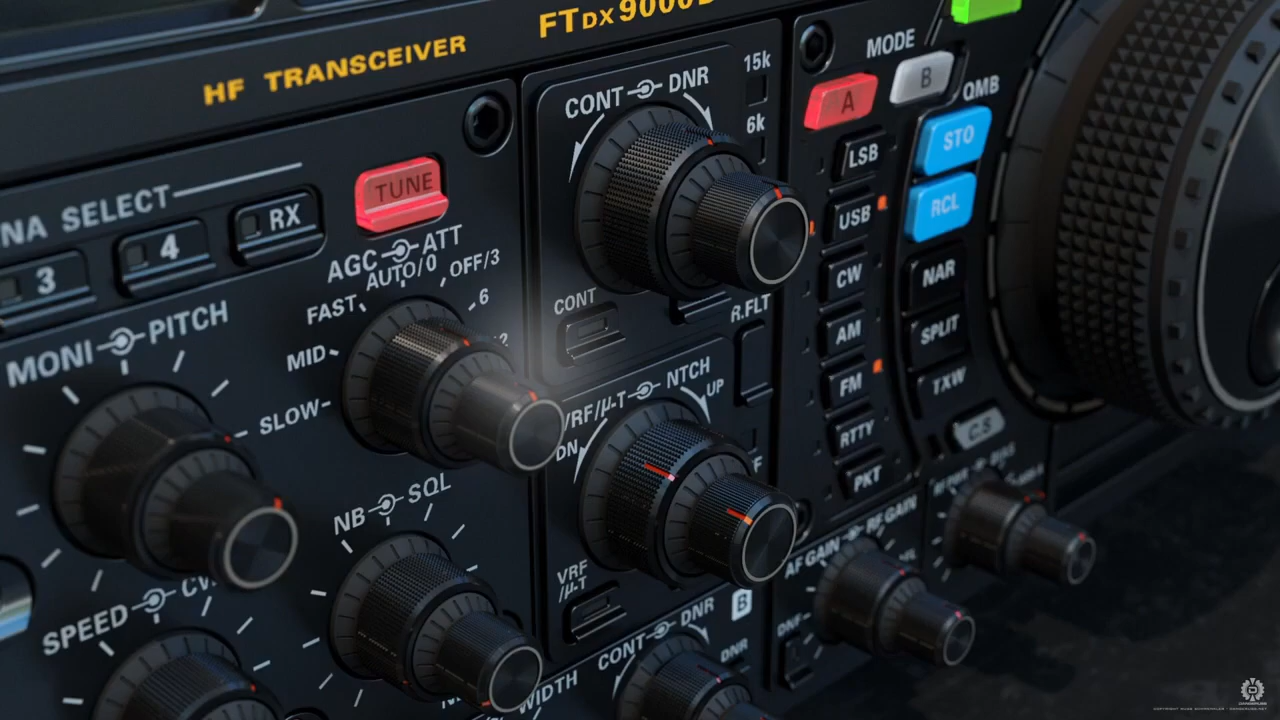 FTDX9000D
HF TRANSCEIVER
NA SELECT
3
4
RX
TUNE
AGC ATT
AUTO/0
OFF/3
FAST
6
MID
SLOW
MONI PITCH
NB SQL
SPEED
CONT DNR
15k
6k
CONT
R.FLT
VRF/µ-T NTCH
DN
UP
VRF
/µ-T
CONT DNR
B
DNR
WIDTH
MODE
A
B
QMB
LSB
STO
USB
RCL
CW
NAR
AM
SPLIT
FM
TXW
RTTY
C.S
PKT
AF GAIN RF GAIN
DNF